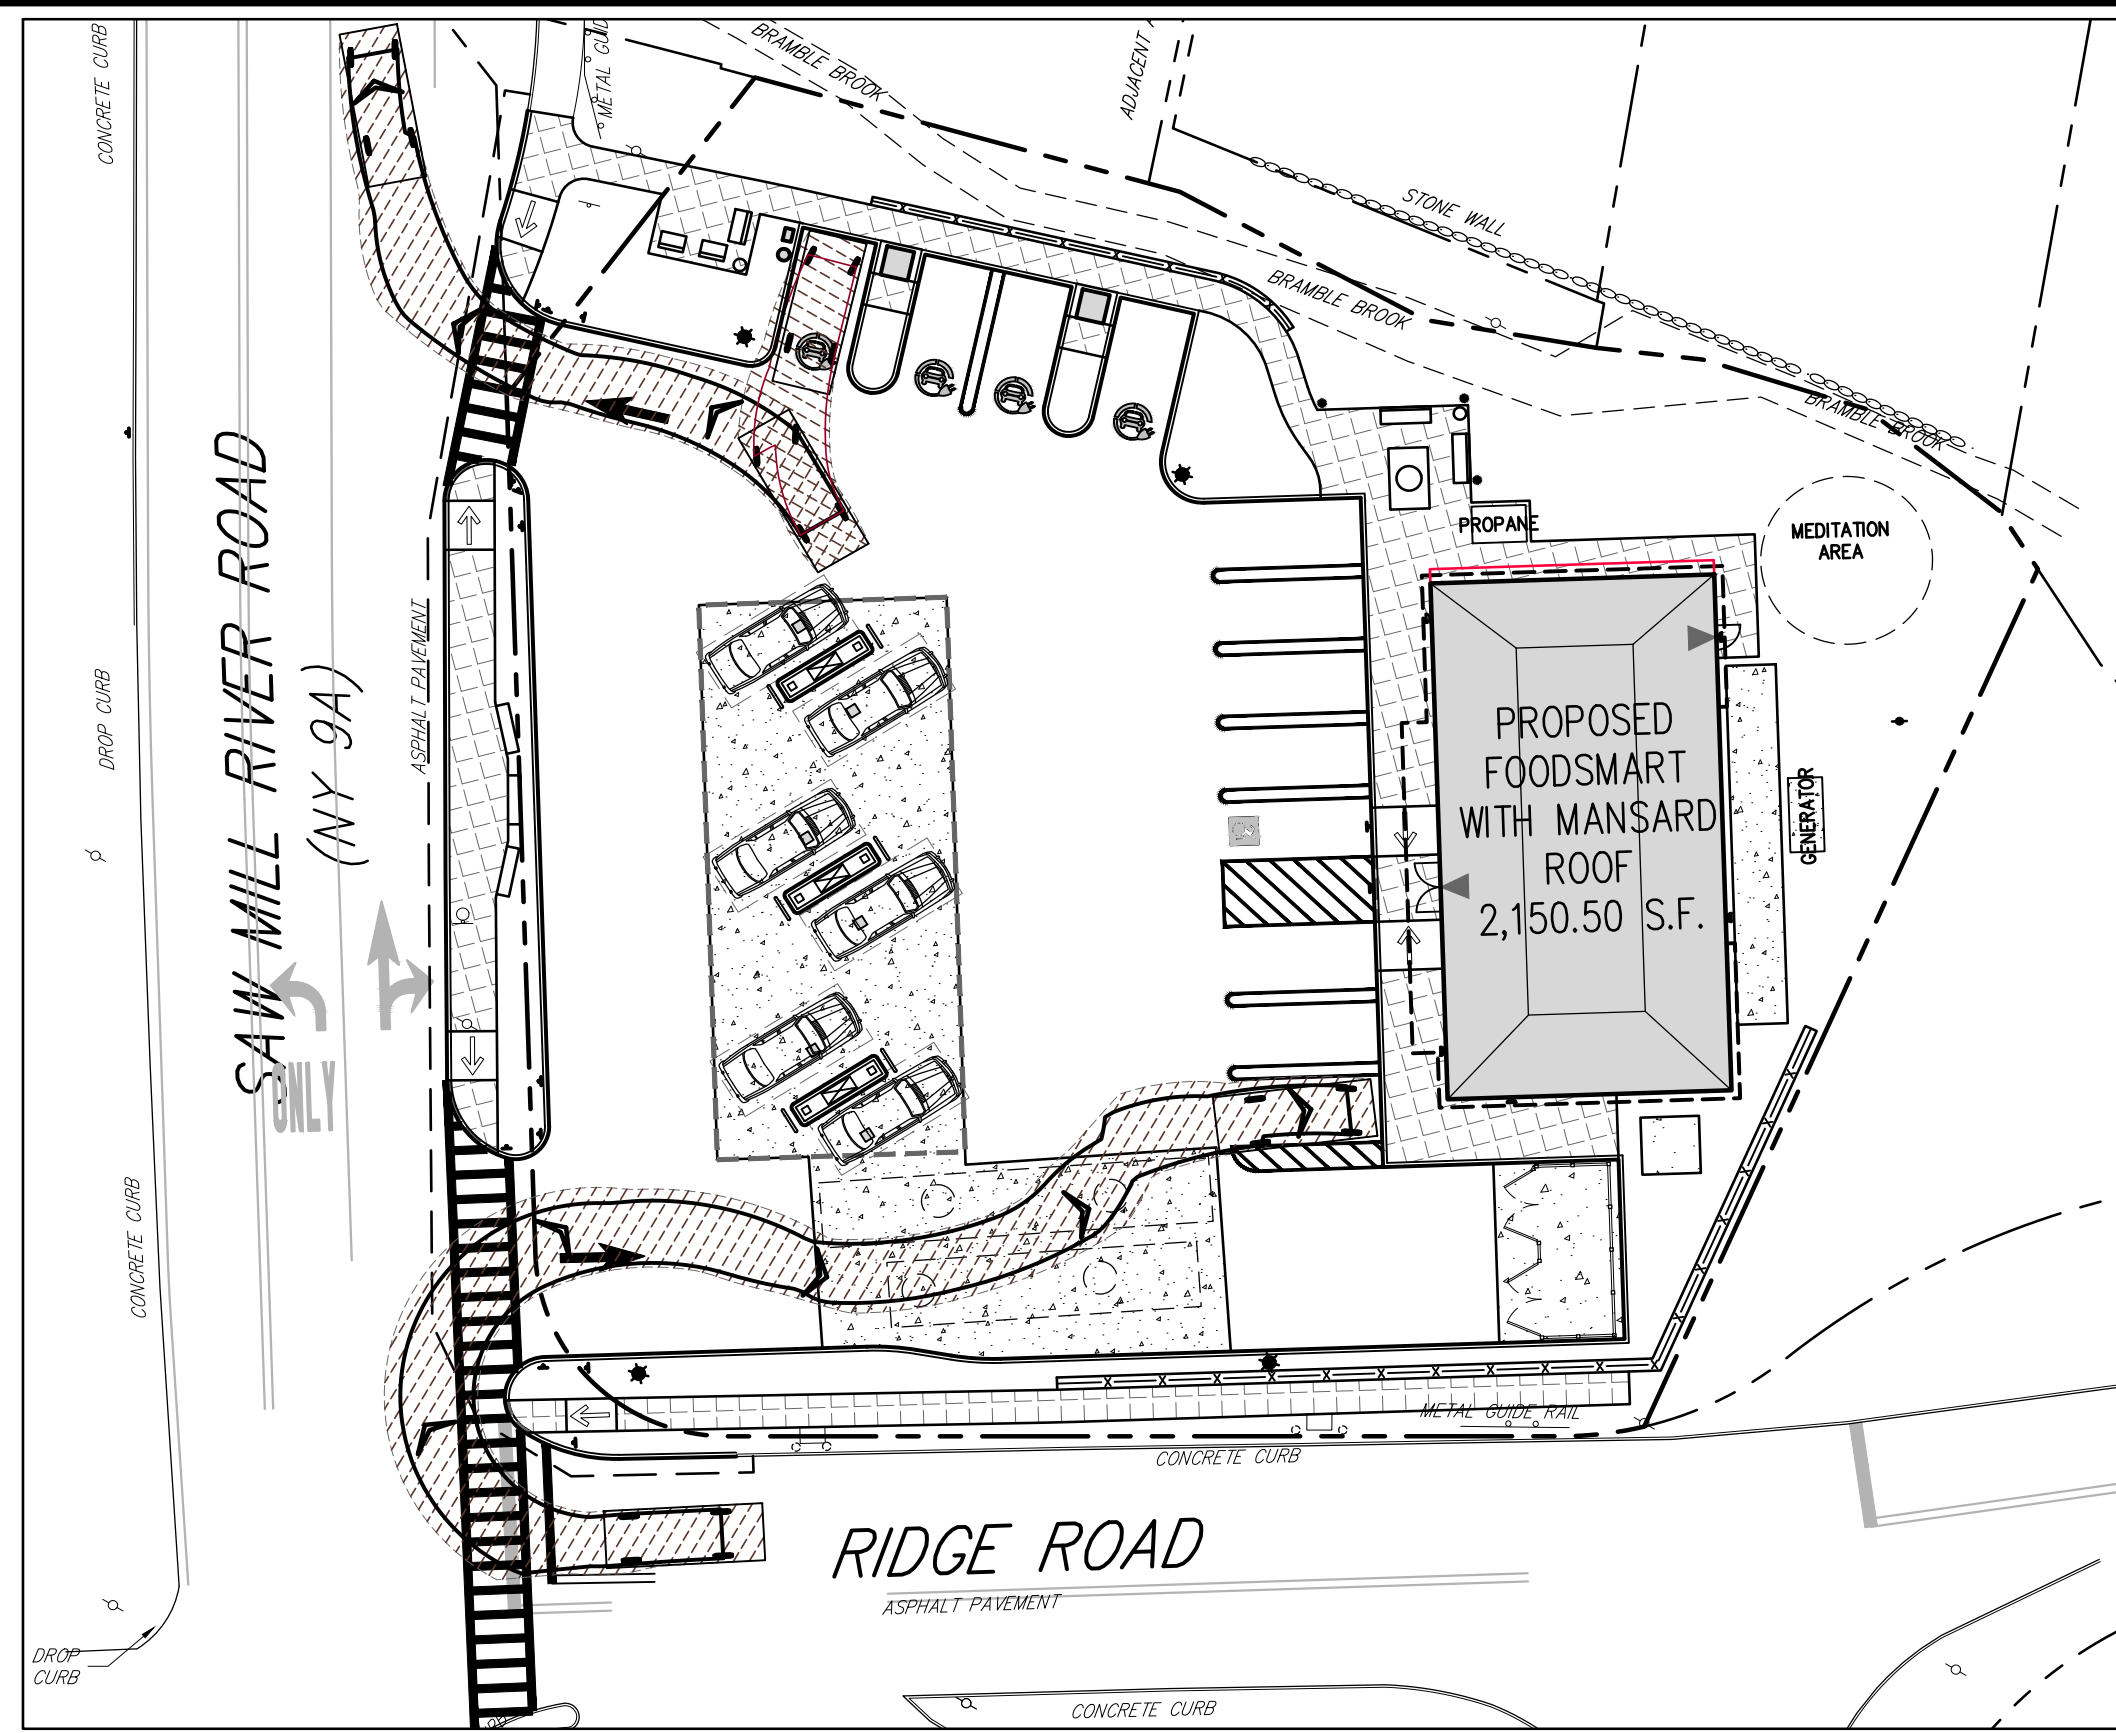 CONCRETE CURB
METAL GUID
BRAMBLE BROOK
ADJACENT
STONE WALL
BRAMBLE BROOK
BRAMBLE BROOK
PROPANE
MEDITATION
AREA
SAW MILL RIVER ROAD
(NY 9A)
ASPHALT PAVEMENT
DROP CURB
PROPOSED
FOODSMART
WITH MANSARD
ROOF
2,150.50 S.F.
GENERATOR
ONLY
CONCRETE CURB
METAL GUIDE RAIL
CONCRETE CURB
RIDGE ROAD
ASPHALT PAVEMENT
DROP
CURB
CONCRETE CURB